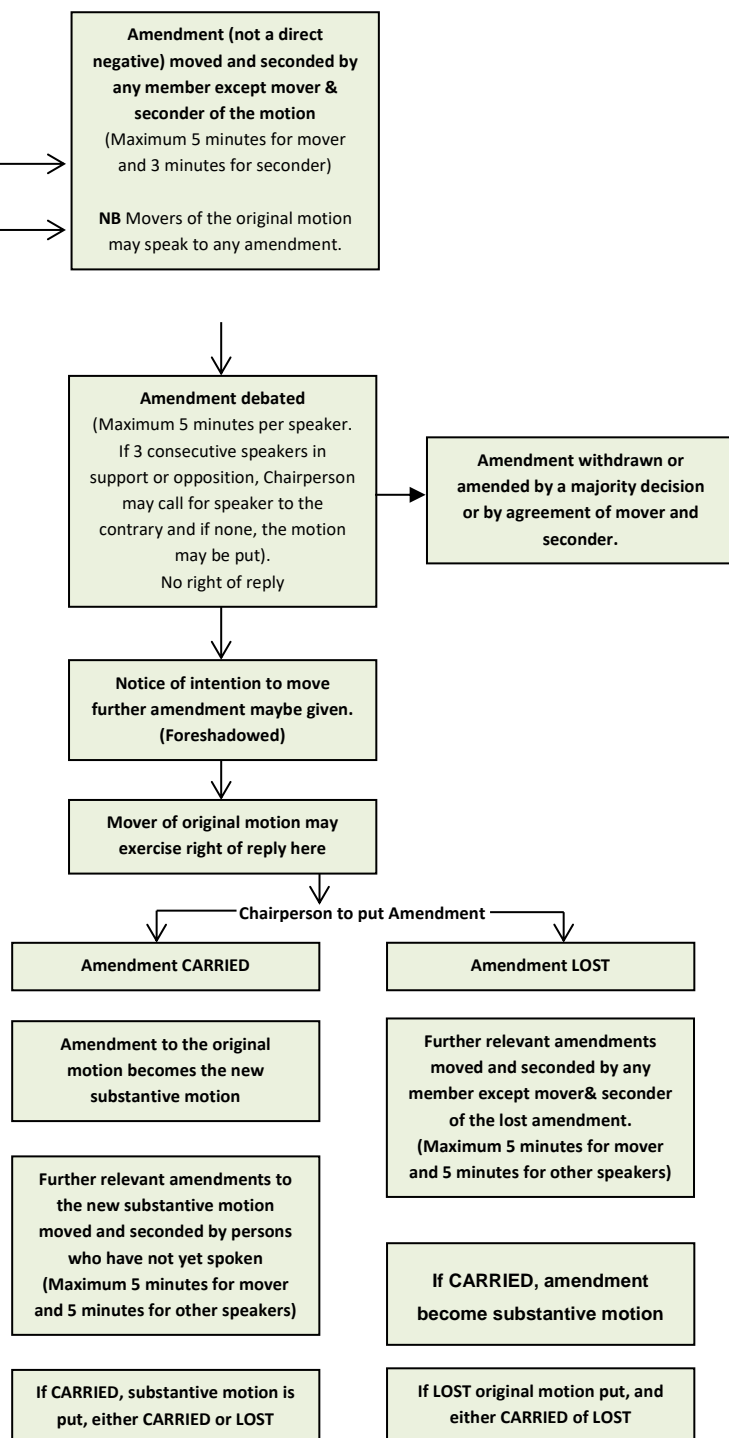 Amendment (not a direct
negative) moved and seconded by
any member except mover &
seconder of the motion
(Maximum 5 minutes for mover
and 3 minutes for seconder)
NB Movers of the original motion
may speak to any amendment.
Amendment debated
(Maximum 5 minutes per speaker.
If 3 consecutive speakers in
support or opposition, Chairperson
may call for speaker to the
contrary and if none, the motion
may be put).
No right of reply
Amendment withdrawn or
amended by a majority decision
or by agreement of mover and
seconder.
Notice of intention to move
further amendment maybe given.
(Foreshadowed)
Mover of original motion may
exercise right of reply here
Chairperson to put Amendment
Amendment CARRIED
Amendment to the original
motion becomes the new
substantive motion
Further relevant amendments to
the new substantive motion
moved and seconded by persons
who have not yet spoken
(Maximum 5 minutes for mover
and 5 minutes for other speakers)
If CARRIED, substantive motion is
put, either CARRIED or LOST
Amendment LOST
Further relevant amendments
moved and seconded by any
member except mover& seconder
of the lost amendment.
(Maximum 5 minutes for mover
and 5 minutes for other speakers)
If CARRIED, amendment
become substantive motion
If LOST original motion put, and
either CARRIED of LOST